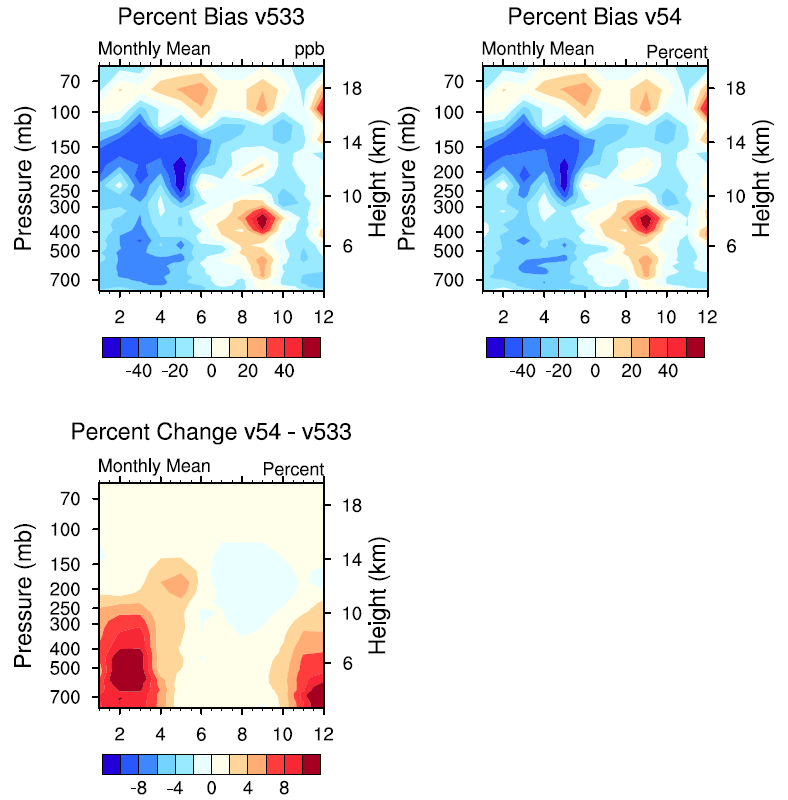 Percent Bias v533
Monthly Mean ppb
70
100
150
200
250
300
400
500
700
Pressure (mb)
18
14
10
6
Height (km)
2 4 6 8 10 12
-40 -20 0 20 40
Percent Bias v54
Monthly Mean Percent
70
100
150
200
250
300
400
500
700
Pressure (mb)
18
14
10
6
Height (km)
2 4 6 8 10 12
-40 -20 0 20 40
Percent Change v54 - v533
Monthly Mean Percent
70
100
150
200
250
300
400
500
700
Pressure (mb)
18
14
10
6
Height (km)
2 4 6 8 10 12
-8 -4 0 4 8